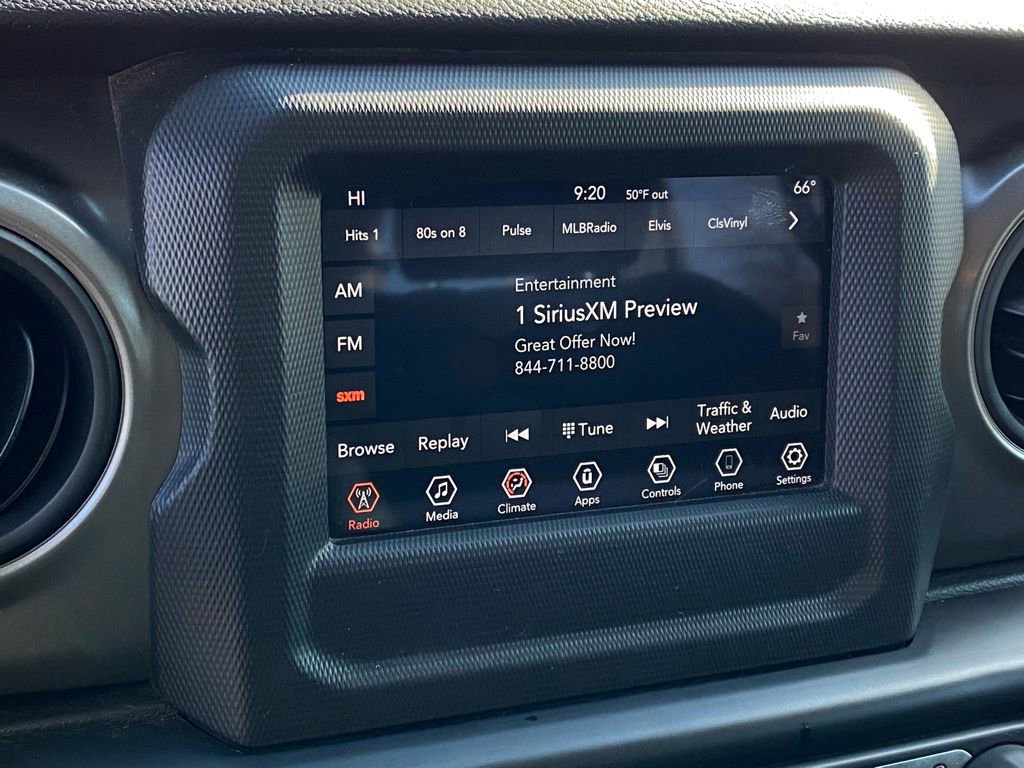 HI 9:20 50°F out 66°
Hits 1 80s on 8 Pulse MLBRadio Elvis ClsVinyl
AM
FM
sxm
Entertainment
1 SiriusXM Preview
Great Offer Now!
844-711-8800
Fav
Browse Replay Tune Traffic & Weather Audio
Radio Media Climate Apps Controls Phone Settings